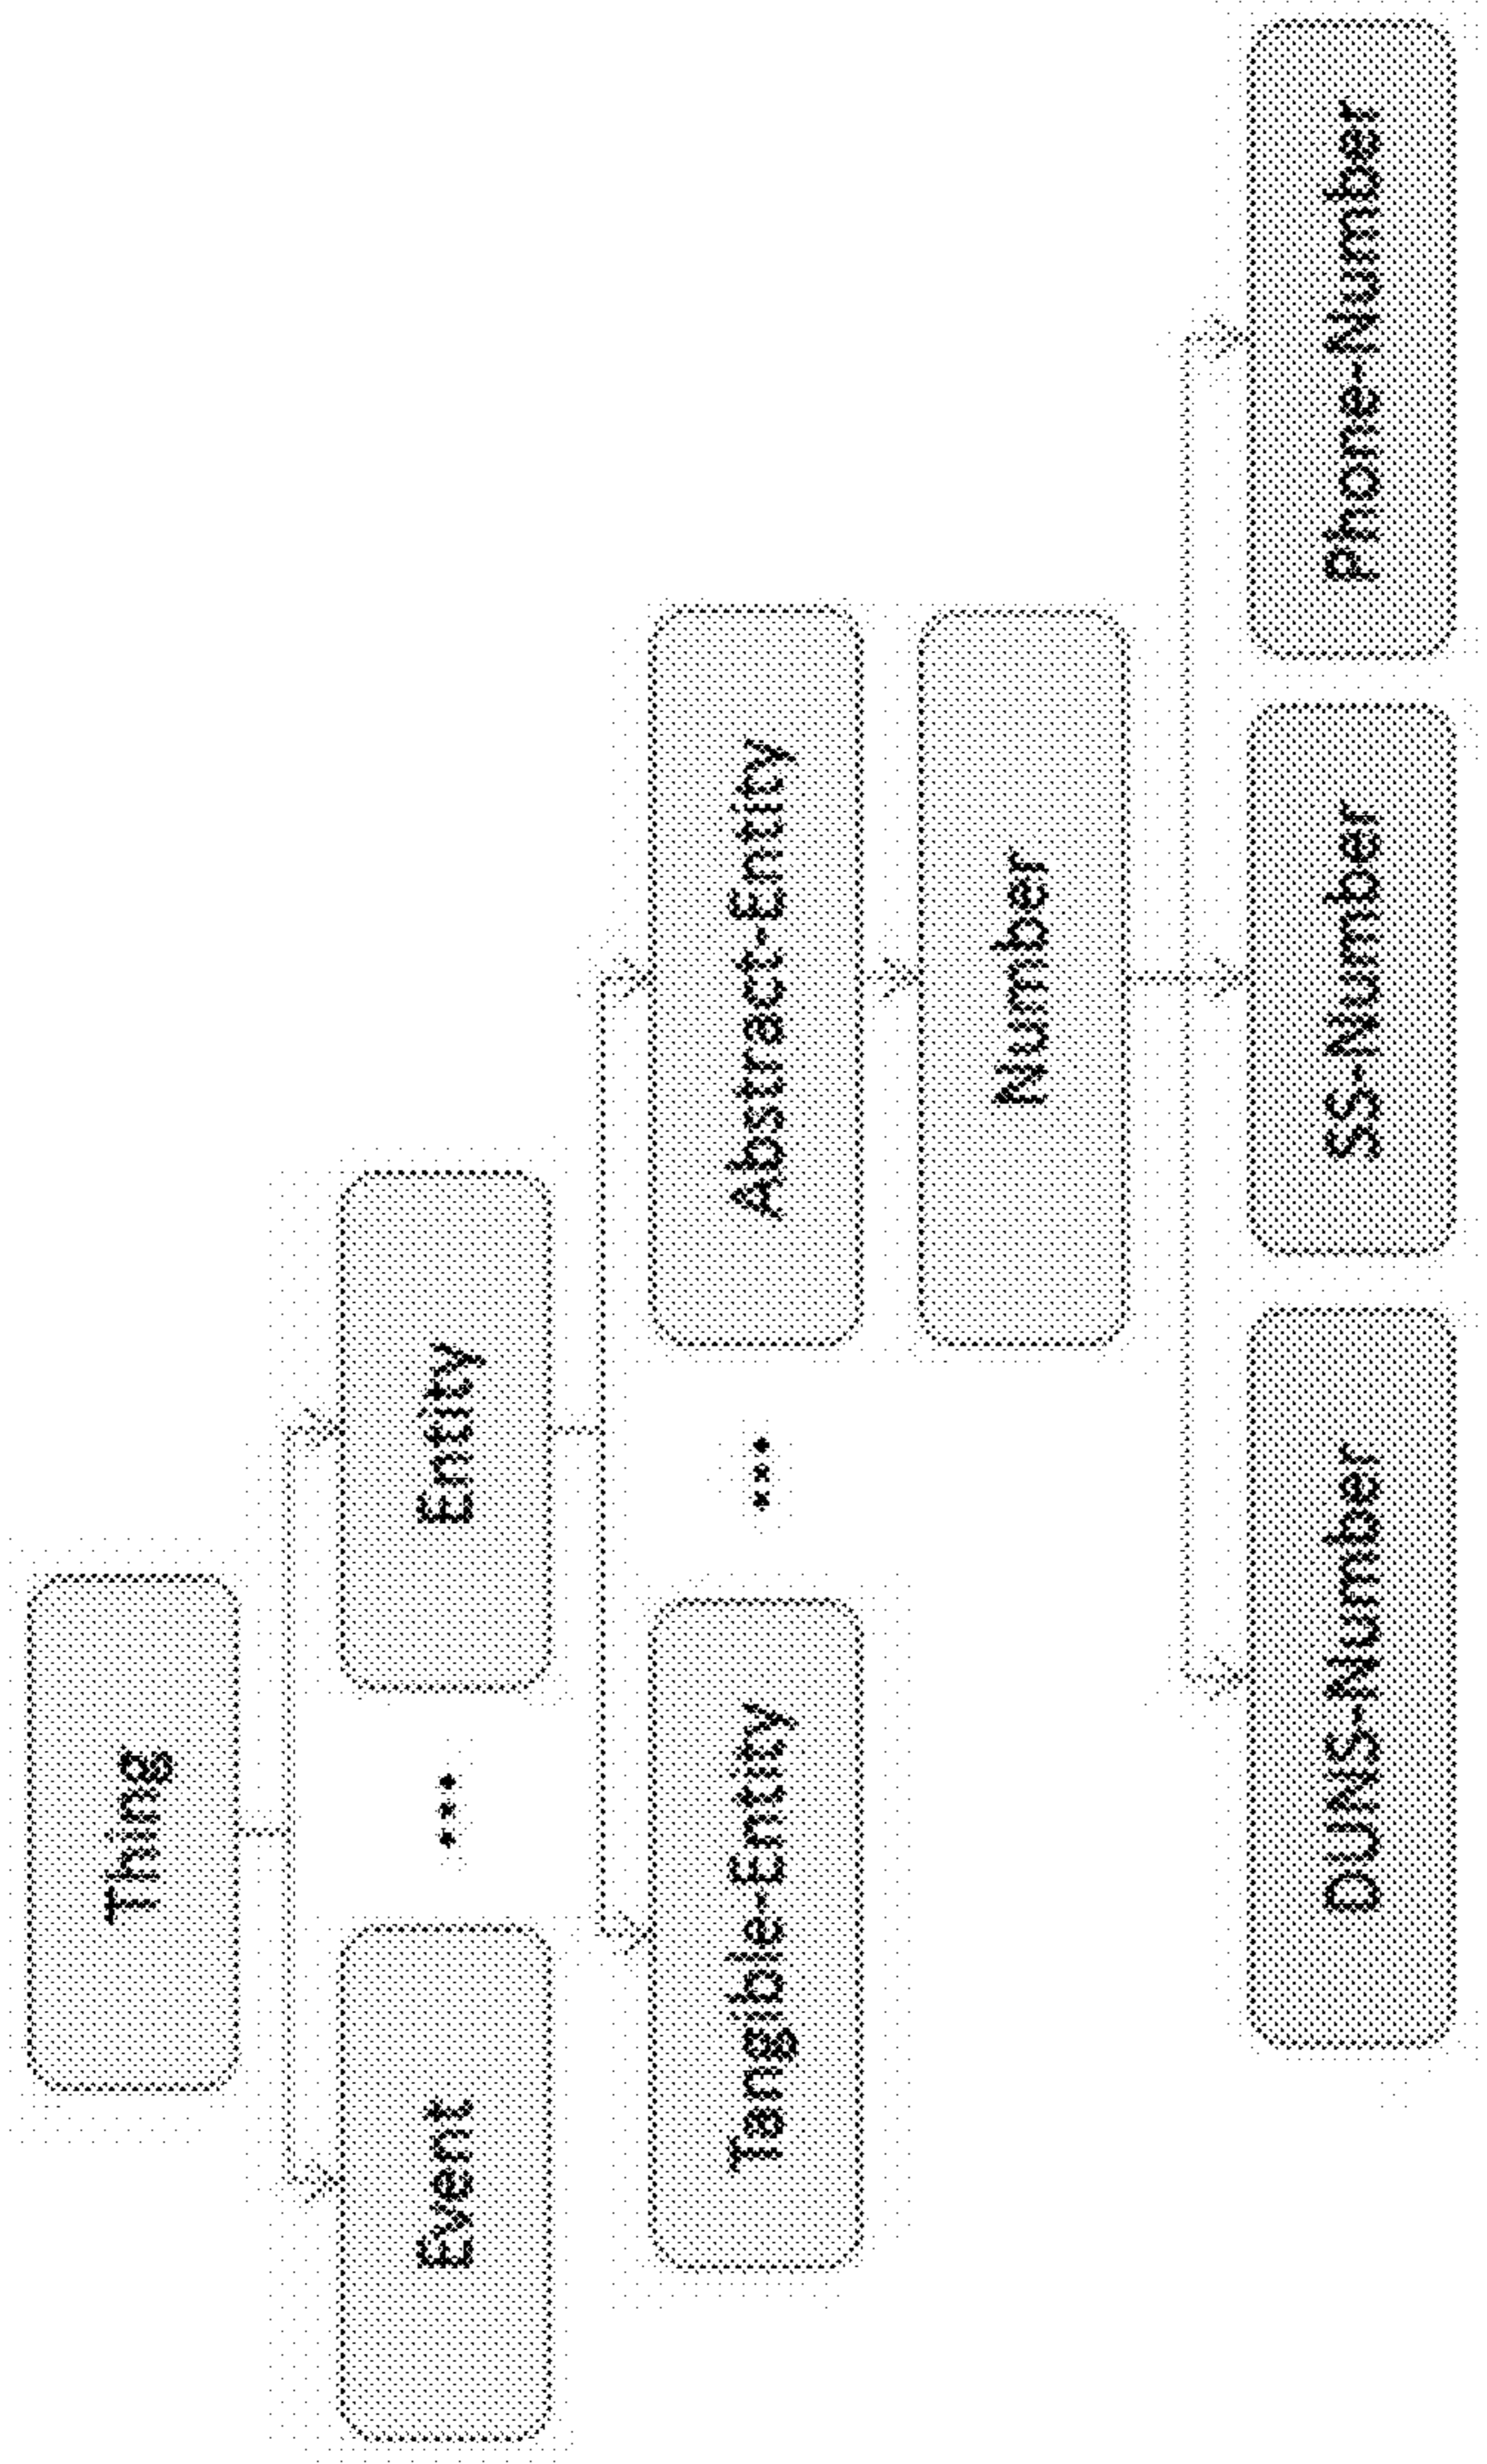 Thing
Event
...
Entity
Tangible-Entity
...
Abstract-Entity
Number
DUNS-Number
SS-Number
Phone-Number